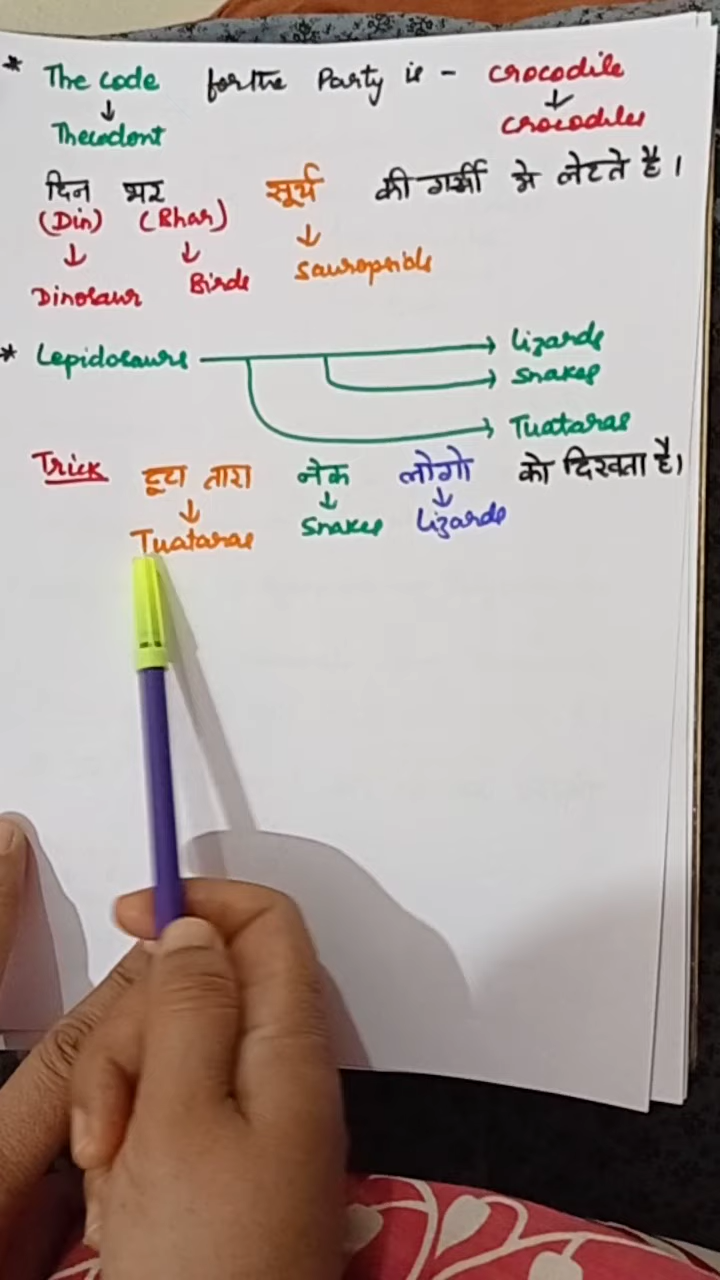 * The code for the Party is - crocodile
↓ ↓
Thecodont crocodiles
दिन भर सूर्य की गर्मी मे लेटते है।
(Din) (Bhar)
↓ ↓ ↓
Dinosaur Birds Sauropsids
* Lepidosaurs → Lizards
→ Snakes
→ Tuataras
Trick टूटा तारा नेक लोगो को दिखता है।
↓ ↓ ↓
Tuataras Snakes Lizards